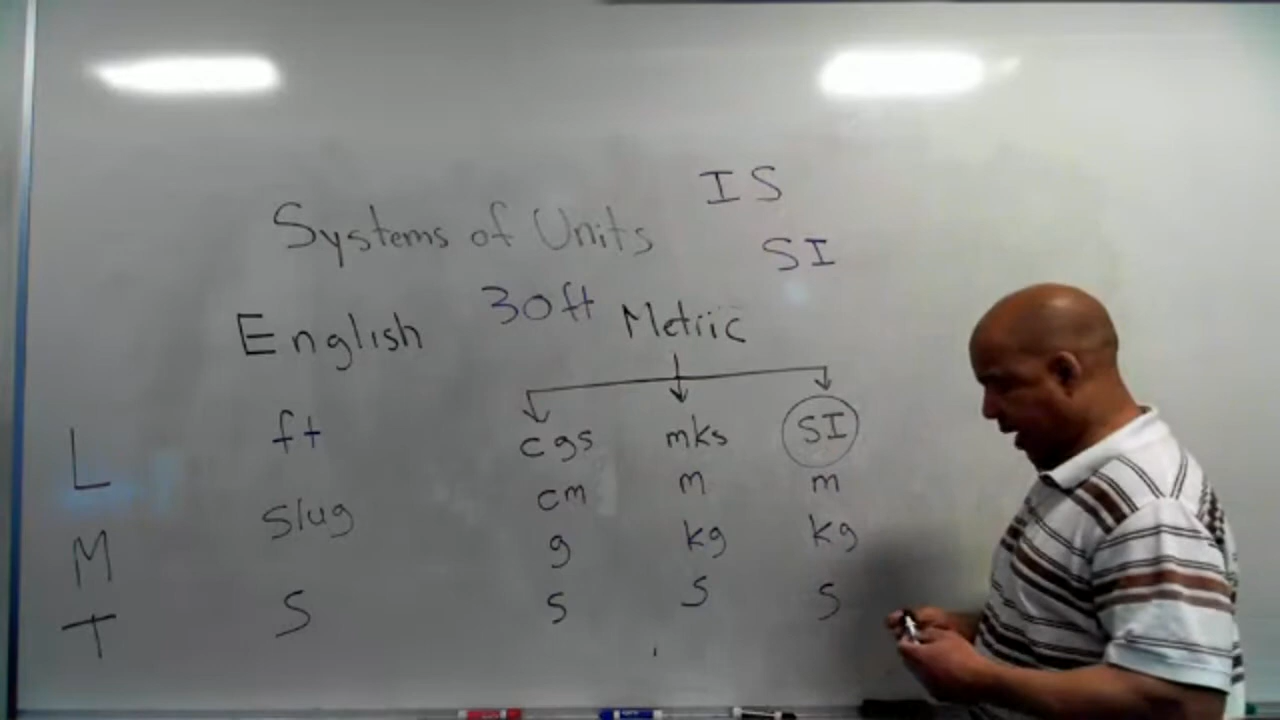 IS
Systems of Units
SI
30ft
English
Metric
cgs mks SI
L ft cm m m
M slug g kg kg
T S s s s